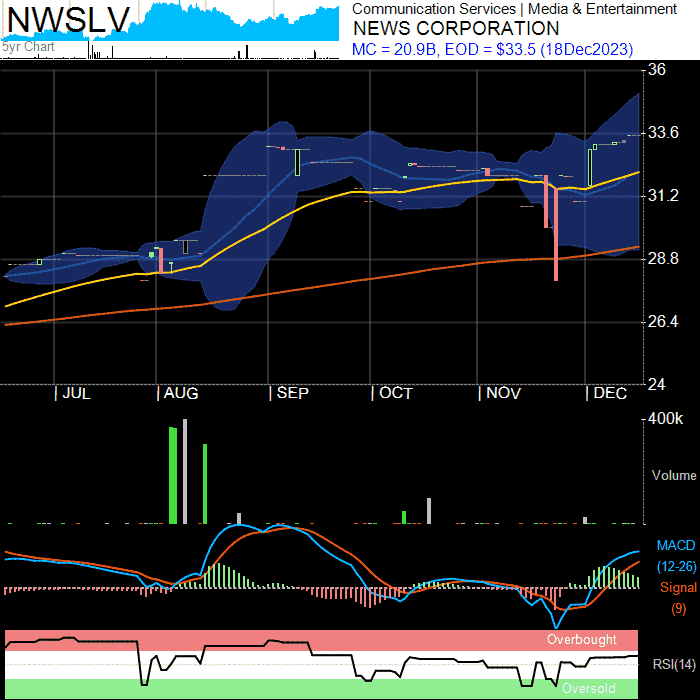 NWSLV
5yr Chart
Communication Services | Media & Entertainment
NEWS CORPORATION
MC = 20.9B, EOD = $33.5 (18Dec2023)
36
33.6
31.2
28.8
26.4
24
| JUL | AUG | SEP | OCT | NOV | DEC
400k
Volume
MACD
(12-26)
Signal
(9)
Overbought
RSI(14)
Oversold